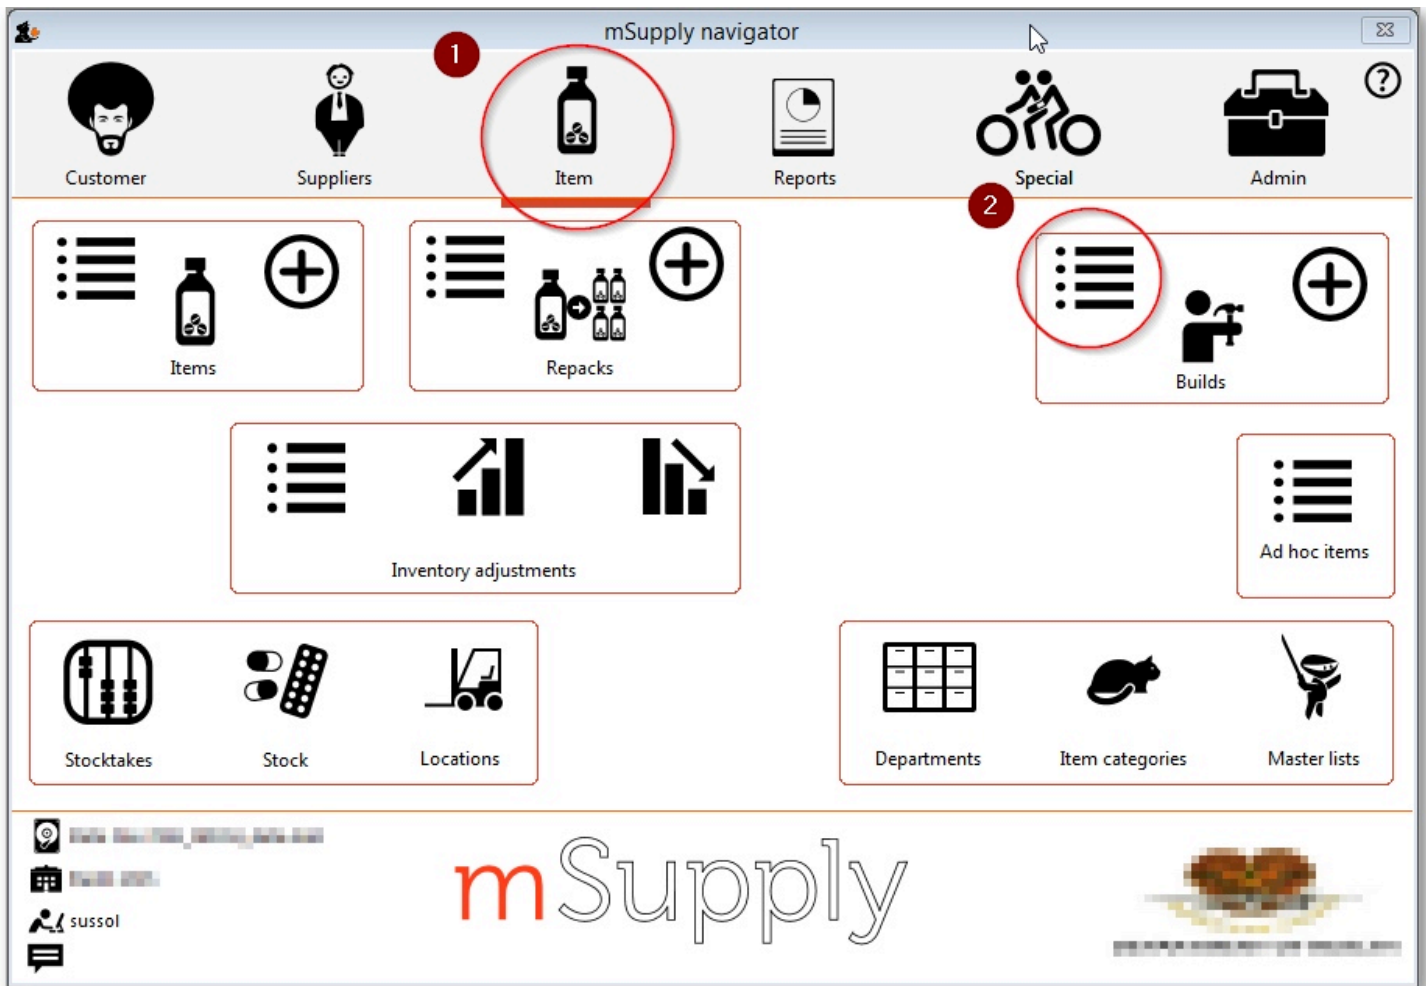 mSupply navigator
1
?
Customer
Suppliers
Item
Reports
Special
Admin
2
Items
Repacks
Builds
Inventory adjustments
Ad hoc items
Stocktakes
Stock
Locations
Departments
Item categories
Master lists
sussol
mSupply